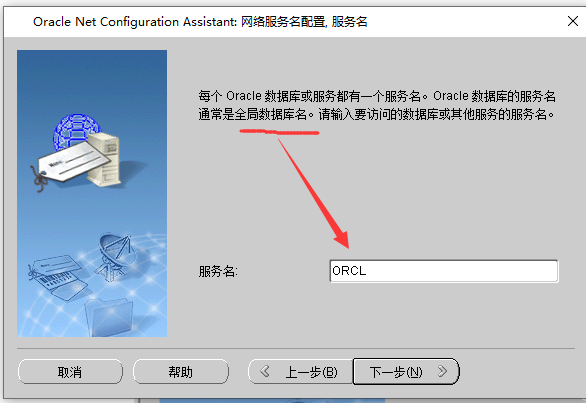 Oracle Net Configuration Assistant: 网络服务名配置, 服务名
每个 Oracle 数据库或服务都有一个服务名。Oracle 数据库的服务名
通常是全局数据库名。请输入要访问的数据库或其他服务的服务名。
服务名:
ORCL
取消
帮助
上一步(B)
下一步(N)